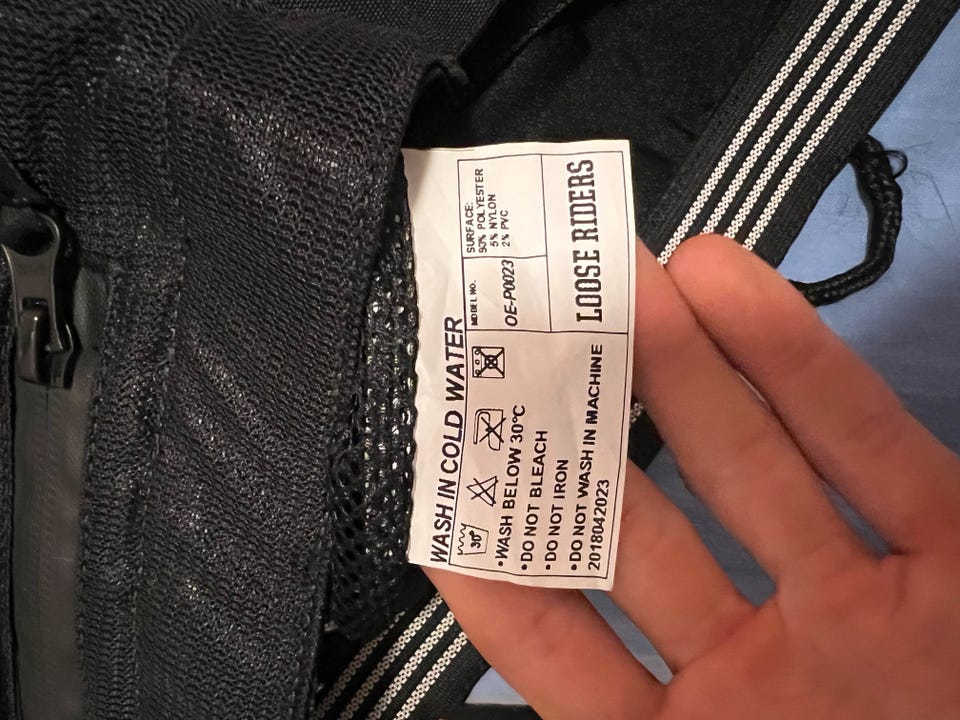 WASH IN COLD WATER
30°
•WASH BELOW 30°C
•DO NOT BLEACH
•DO NOT IRON
•DO NOT WASH IN MACHINE
2018042023
MODEL NO.
OE-P0023
SURFACE:
93% POLYESTER
5% NYLON
2% PVC
LOOSE RIDERS